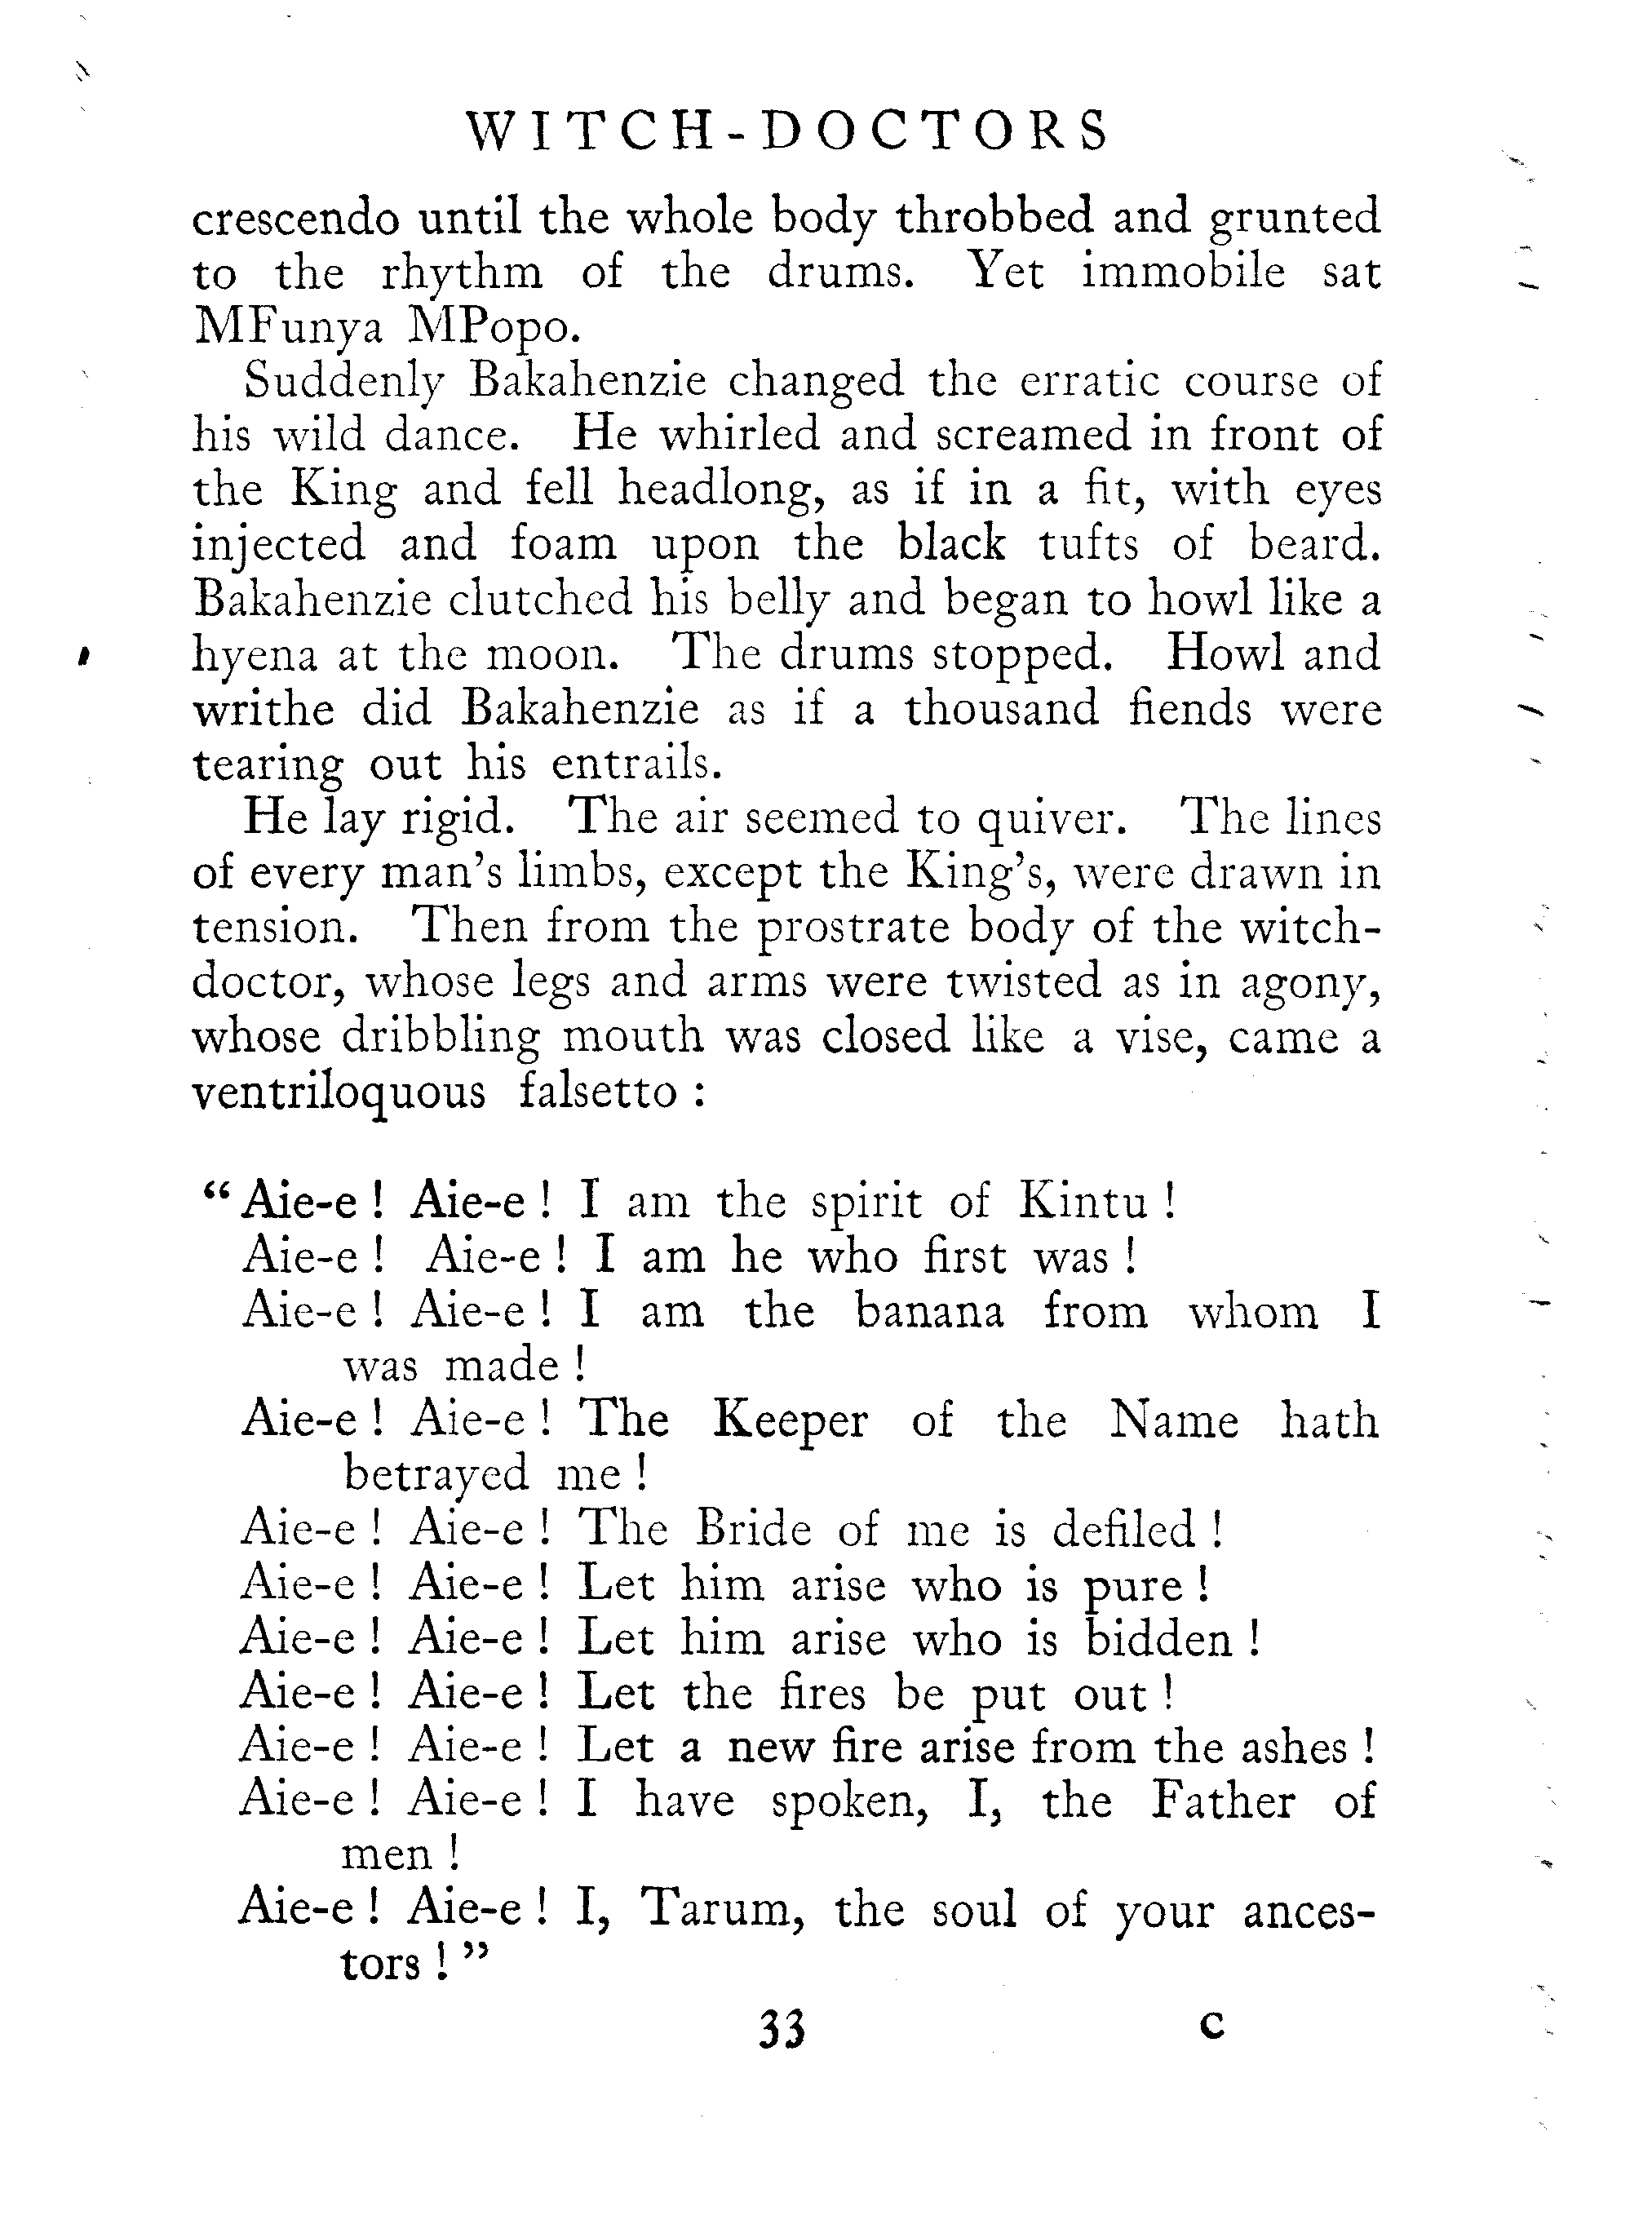 WITCH-DOCTORS
crescendo until the whole body throbbed and grunted
to the rhythm of the drums. Yet immobile sat
MFunya MPopo.
Suddenly Bakahenzie changed the erratic course of
his wild dance. He whirled and screamed in front of
the King and fell headlong, as if in a fit, with eyes
injected and foam upon the black tufts of beard.
Bakahenzie clutched his belly and began to howl like a
hyena at the moon. The drums stopped. Howl and
writhe did Bakahenzie as if a thousand fiends were
tearing out his entrails.
He lay rigid. The air seemed to quiver. The lines
of every man's limbs, except the King's, were drawn in
tension. Then from the prostrate body of the witch-
doctor, whose legs and arms were twisted as in agony,
whose dribbling mouth was closed like a vise, came a
ventriloquous falsetto :
“ Aie-e ! Aie-e ! I am the spirit of Kintu !
Aie-e ! Aie-e ! I am he who first was !
Aie-e ! Aie-e ! I am the banana from whom I
was made !
Aie-e ! Aie-e ! The Keeper of the Name hath
betrayed me !
Aie-e ! Aie-e ! The Bride of me is defiled !
Aie-e ! Aie-e ! Let him arise who is pure !
Aie-e ! Aie-e ! Let him arise who is bidden !
Aie-e ! Aie-e ! Let the fires be put out !
Aie-e ! Aie-e ! Let a new fire arise from the ashes !
Aie-e ! Aie-e ! I have spoken, I, the Father of
men !
Aie-e ! Aie-e ! I, Tarum, the soul of your ances-
tors ! ”
33 C